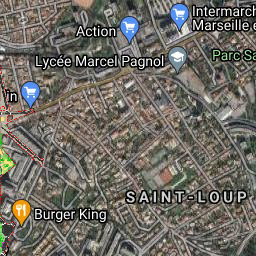 Intermarch
Marseille e
Action
Parc Sa
Lycée Marcel Pagnol
in
SAINT-LOUP
Burger King